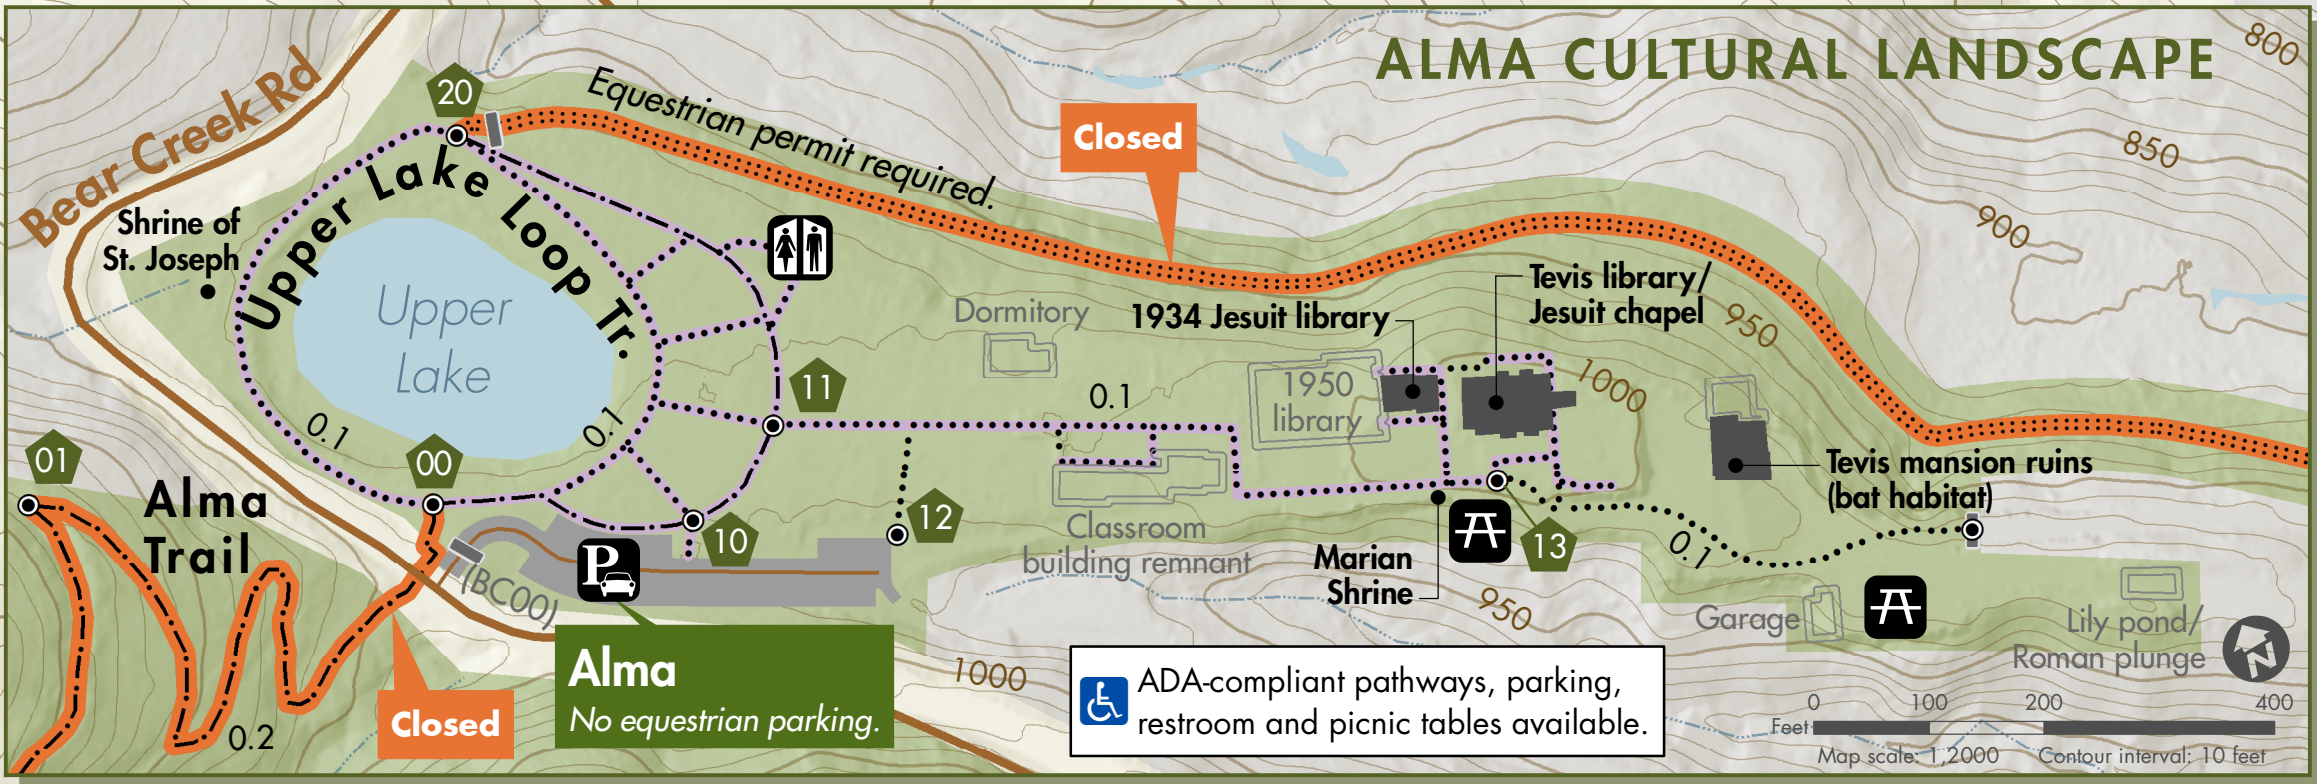 ALMA CULTURAL LANDSCAPE
800
850
900
950
1000
Bear Creek Rd
20
Equestrian permit required.
Closed
Upper Lake Loop Tr.
Shrine of
St. Joseph
Upper
Lake
0.1
0.1
00
01
Alma
Trail
0.2
(BC00)
Closed
P
Alma
No equestrian parking.
10
11
12
13
0.1
Dormitory
1934 Jesuit library
1950
library
Tevis library/
Jesuit chapel
Tevis mansion ruins
(bat habitat)
Classroom
building remnant
Marian
Shrine
0.1
950
1000
Garage
Lily pond/
Roman plunge
N
ADA-compliant pathways, parking,
restroom and picnic tables available.
0 100 200 400
Feet
Map scale: 1,2000 Contour interval: 10 feet